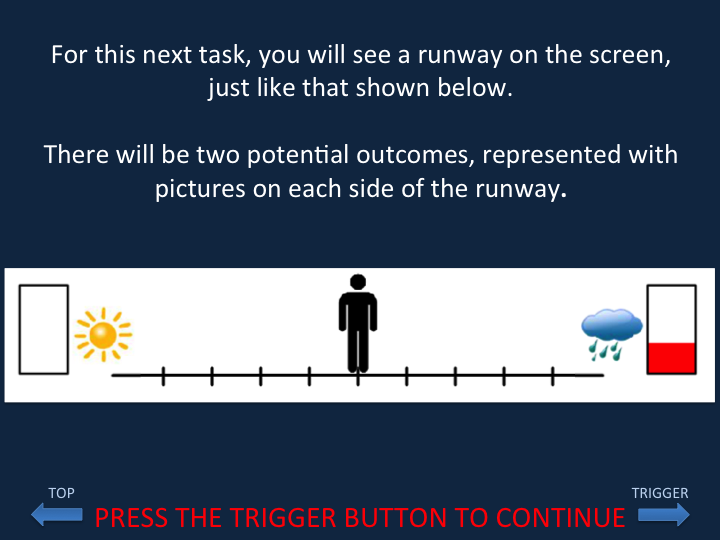 For this next task, you will see a runway on the screen,
just like that shown below.
There will be two potential outcomes, represented with
pictures on each side of the runway.
TOP
TRIGGER
PRESS THE TRIGGER BUTTON TO CONTINUE